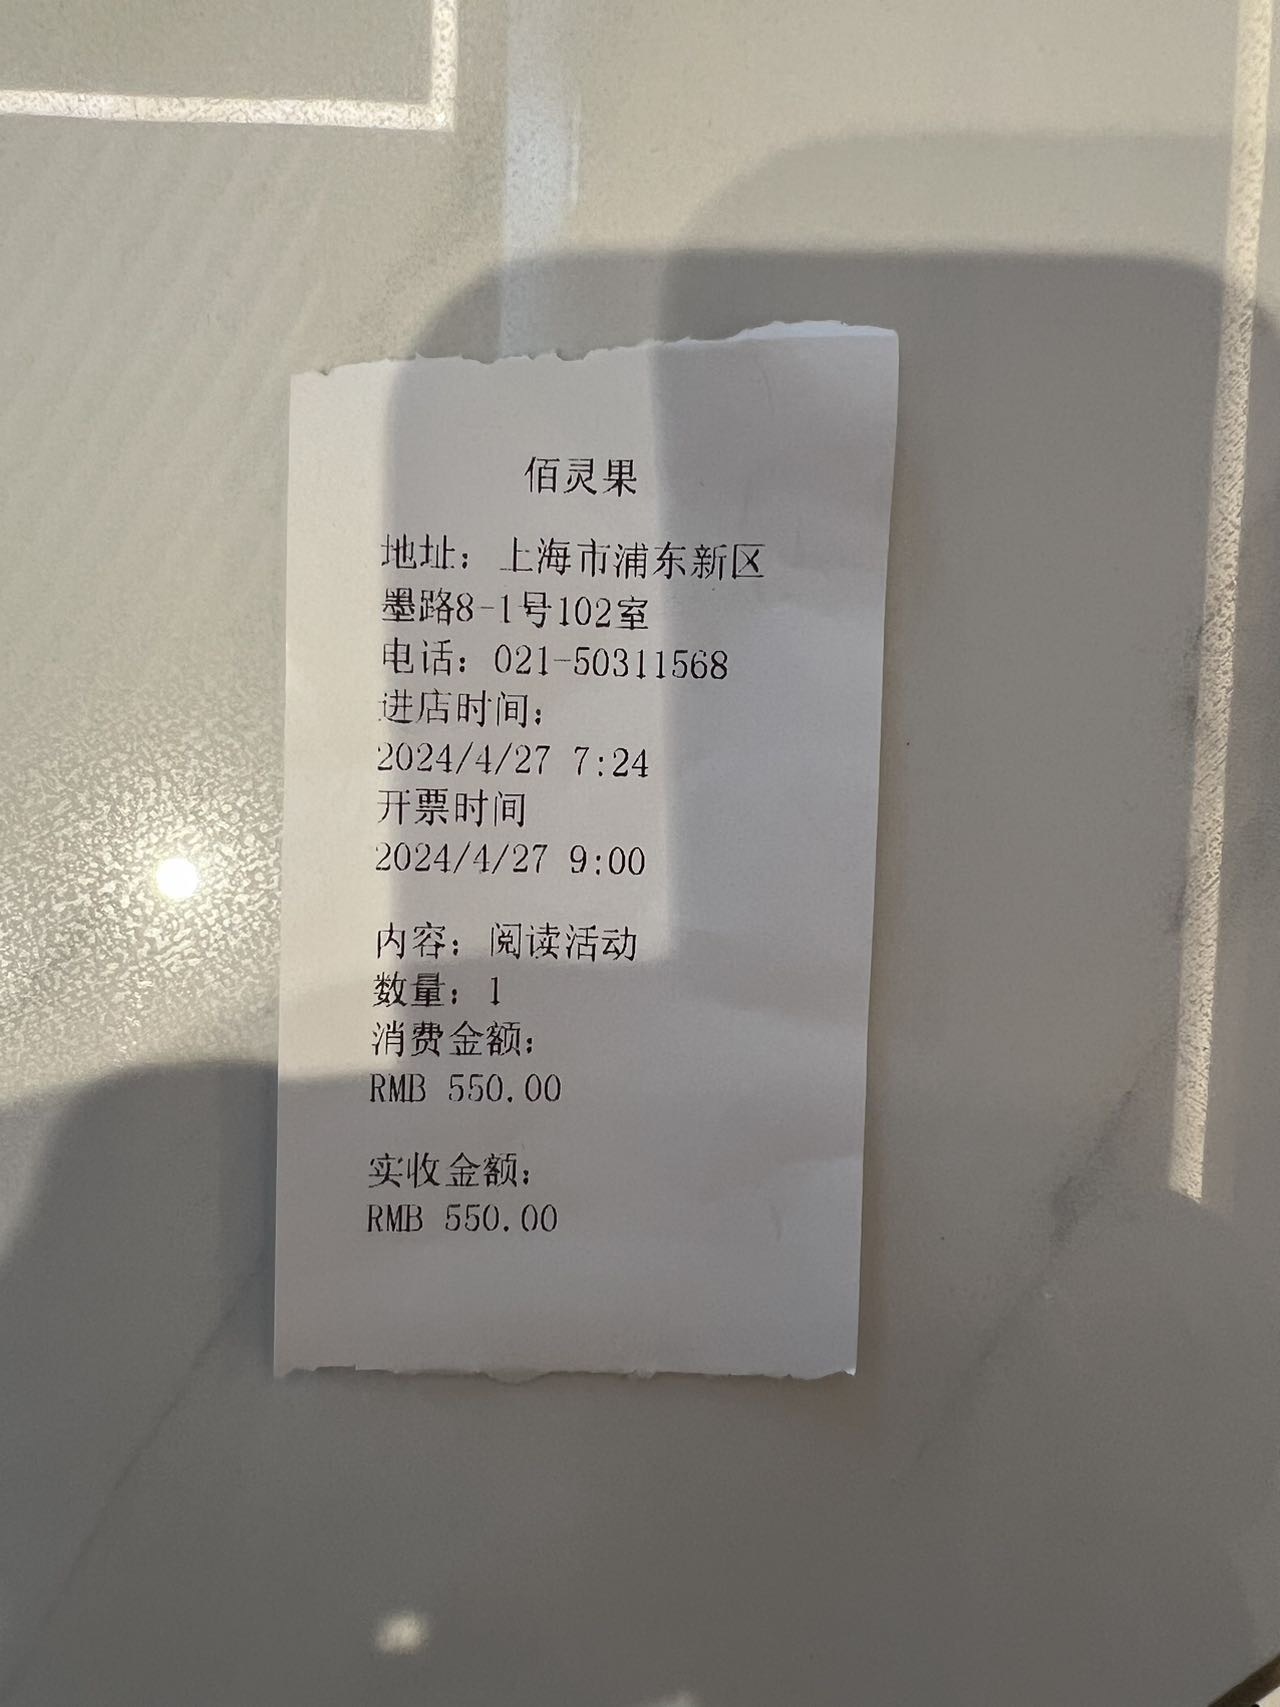 佰灵果
地址：上海市浦东新区
墨路8-1号102室
电话：021-50311568
进店时间：
2024/4/27 7:24
开票时间
2024/4/27 9:00
内容：阅读活动
数量：1
消费金额：
RMB 550.00
实收金额：
RMB 550.00